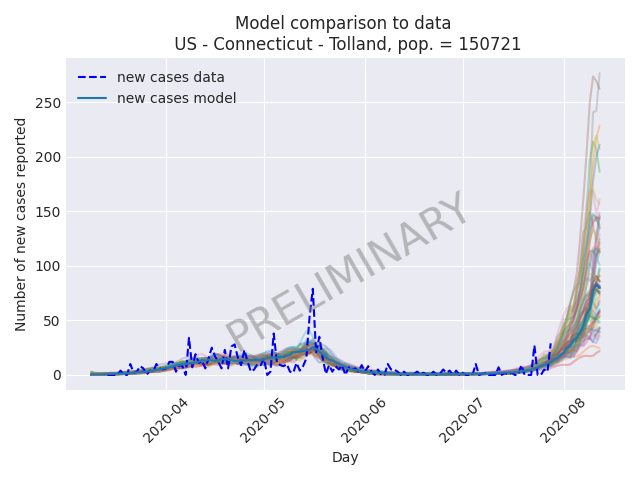 Model comparison to data
US - Connecticut - Tolland, pop. = 150721
new cases data
new cases model
PRELIMINARY
Number of new cases reported
250
200
150
100
50
0
2020-04
2020-05
2020-06
2020-07
2020-08
Day